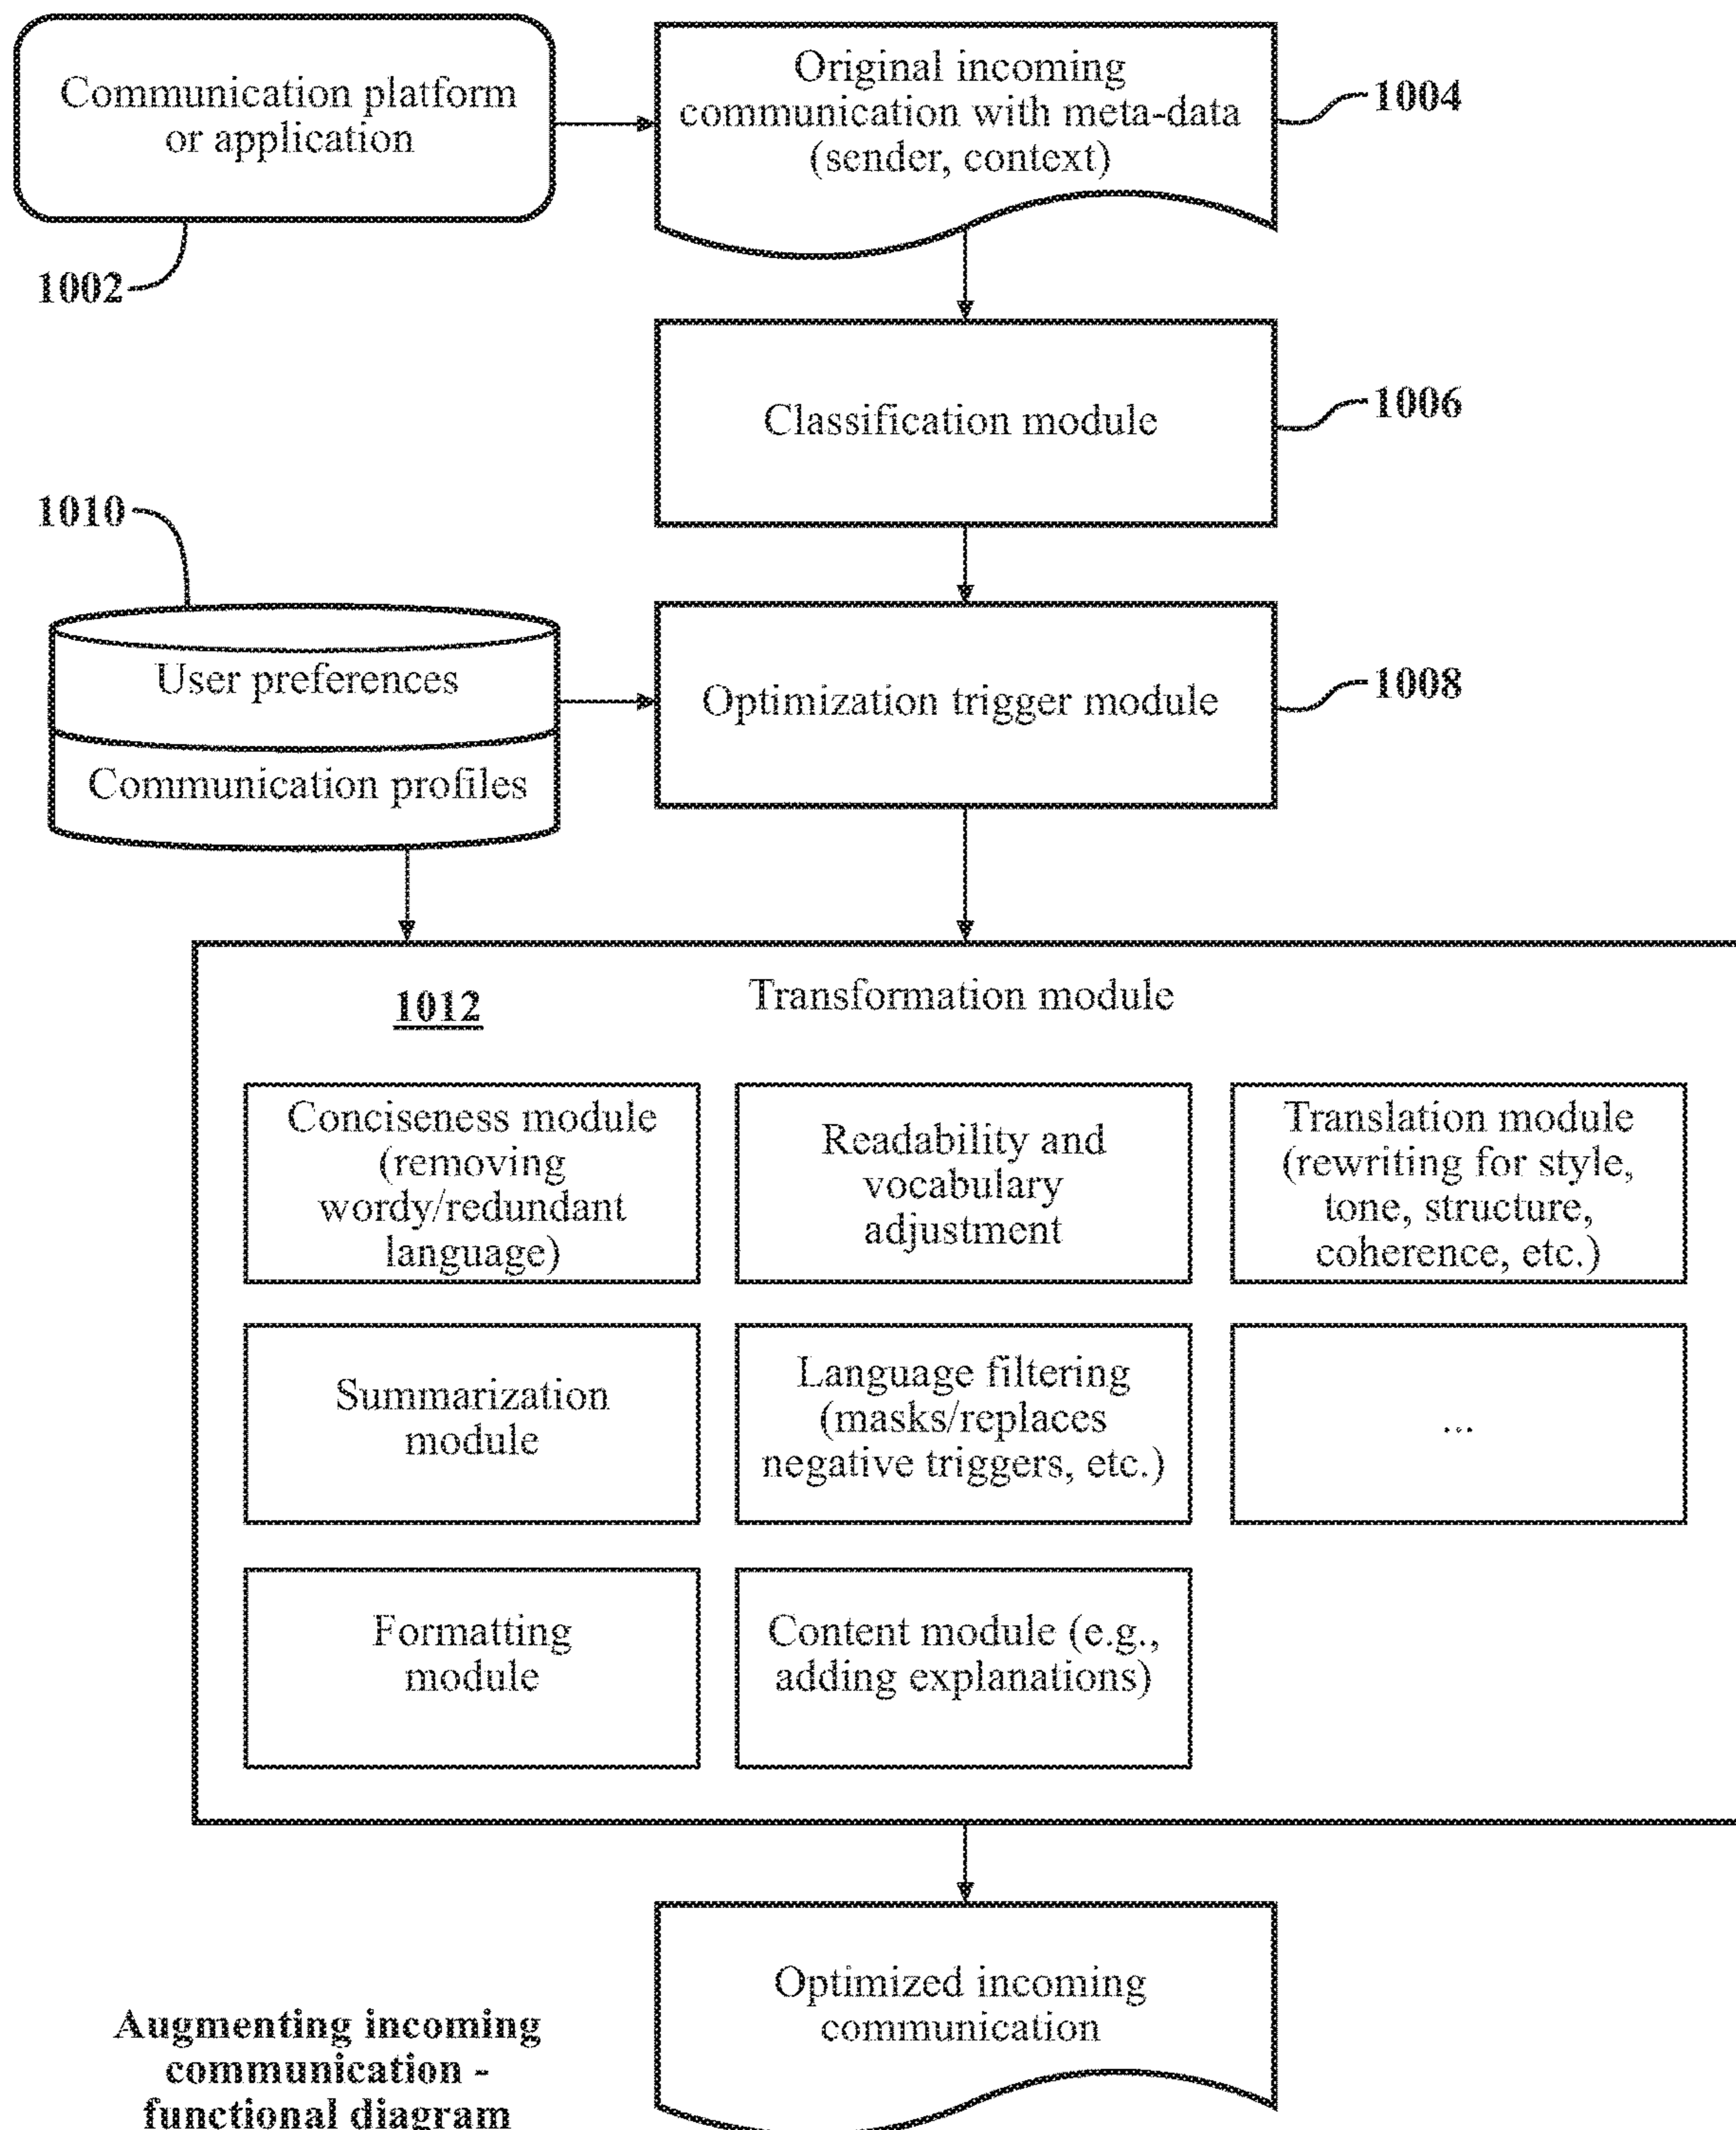 Communication platform
or application
1002
Original incoming
communication with meta-data
(sender, context)
1004
Classification module
1006
1010
User preferences
Communication profiles
Optimization trigger module
1008
1012
Transformation module
Conciseness module
(removing
wordy/redundant
language)
Readability and
vocabulary
adjustment
Translation module
(rewriting for style,
tone, structure,
coherence, etc.)
Summarization
module
Language filtering
(masks/replaces
negative triggers, etc.)
...
Formatting
module
Content module (e.g.,
adding explanations)
Optimized incoming
communication
Augmenting incoming
communication -
functional diagram